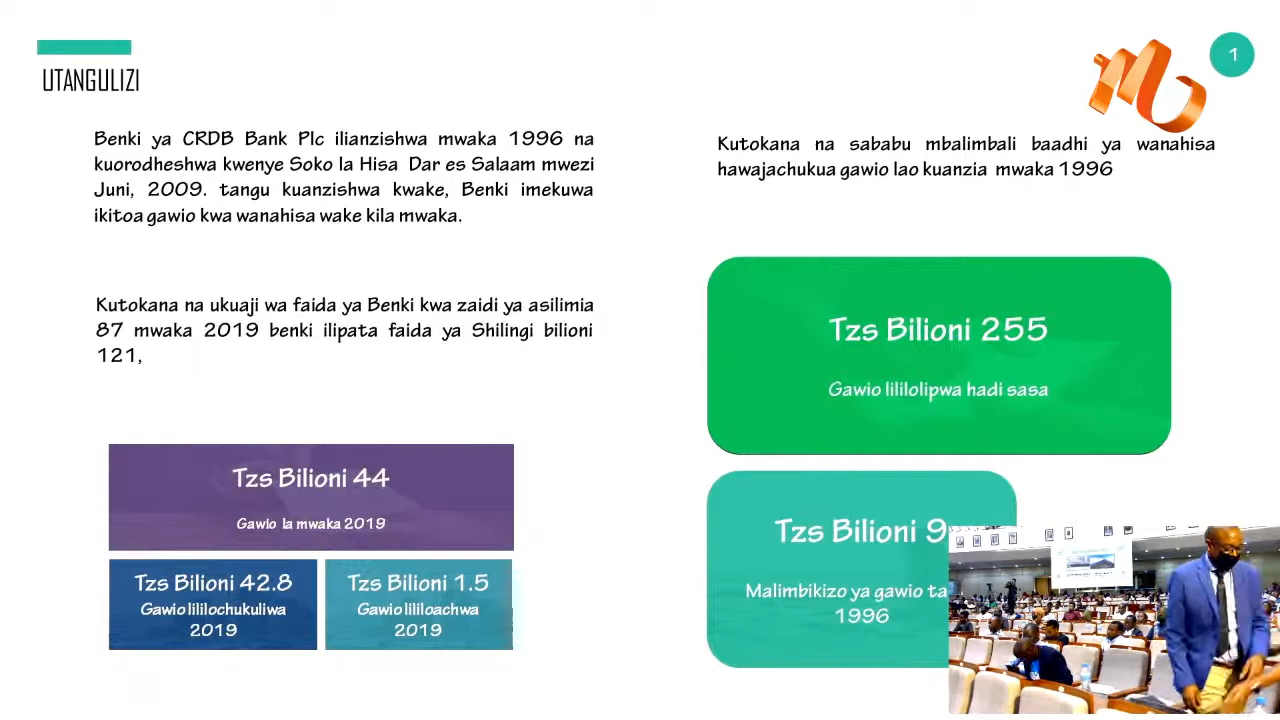 UTANGULIZI
1
Benki ya CRDB Bank Plc ilianzishwa mwaka 1996 na
kuorodheshwa kwenye Soko la Hisa Dar es Salaam mwezi
Juni, 2009. tangu kuanzishwa kwake, Benki imekuwa
ikitoa gawio kwa wanahisa wake kila mwaka.
Kutokana na ukuaji wa faida ya Benki kwa zaidi ya asilimia
87 mwaka 2019 benki ilipata faida ya Shilingi bilioni
121,
Tzs Bilioni 44
Gawio la mwaka 2019
Tzs Bilioni 42.8
Gawio lililochukuliwa
2019
Tzs Bilioni 1.5
Gawio lililoachwa
2019
Kutokana na sababu mbalimbali baadhi ya wanahisa
hawajachukua gawio lao kuanzia mwaka 1996
Tzs Bilioni 255
Gawio lililolipwa hadi sasa
Tzs Bilioni 9
Malimbikizo ya gawio ta
1996